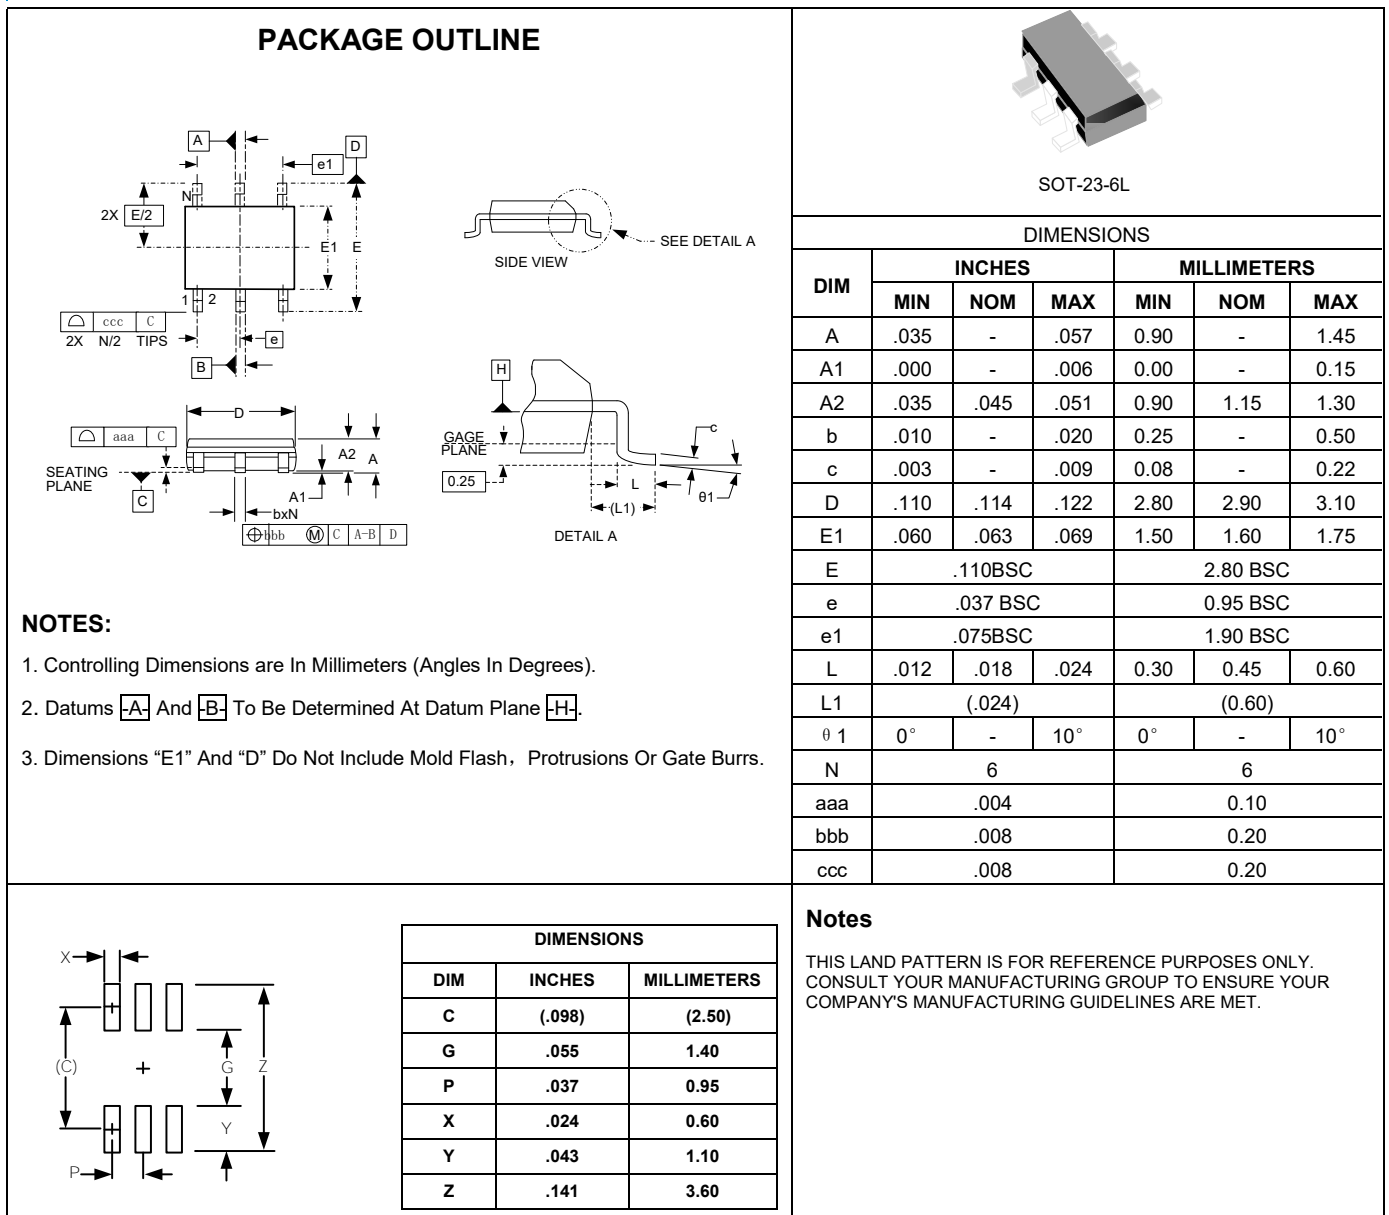 PACKAGE OUTLINE
A
D
e1
N
2X E/2
E1 E
1 2
ccc C
2X N/2 TIPS
e
B
SIDE VIEW
SEE DETAIL A
D
aaa C
A2 A
SEATING
PLANE
C
A1
bxN
bbb M C A-B D
H
GAGE
PLANE
c
0.25
L
(L1)
θ1
DETAIL A
NOTES:
1. Controlling Dimensions are In Millimeters (Angles In Degrees).
2. Datums -A- And -B- To Be Determined At Datum Plane -H-.
3. Dimensions “E1” And “D” Do Not Include Mold Flash，Protrusions Or Gate Burrs.
SOT-23-6L
DIMENSIONS
DIM INCHES MILLIMETERS
MIN NOM MAX MIN NOM MAX
A .035 - .057 0.90 - 1.45
A1 .000 - .006 0.00 - 0.15
A2 .035 .045 .051 0.90 1.15 1.30
b .010 - .020 0.25 - 0.50
c .003 - .009 0.08 - 0.22
D .110 .114 .122 2.80 2.90 3.10
E1 .060 .063 .069 1.50 1.60 1.75
E .110BSC 2.80 BSC
e .037 BSC 0.95 BSC
e1 .075BSC 1.90 BSC
L .012 .018 .024 0.30 0.45 0.60
L1 (.024) (0.60)
θ 1 0° - 10° 0° - 10°
N 6 6
aaa .004 0.10
bbb .008 0.20
ccc .008 0.20
X
(C)
G
Z
Y
P
DIMENSIONS
DIM INCHES MILLIMETERS
C (.098) (2.50)
G .055 1.40
P .037 0.95
X .024 0.60
Y .043 1.10
Z .141 3.60
Notes
THIS LAND PATTERN IS FOR REFERENCE PURPOSES ONLY.
CONSULT YOUR MANUFACTURING GROUP TO ENSURE YOUR
COMPANY'S MANUFACTURING GUIDELINES ARE MET.